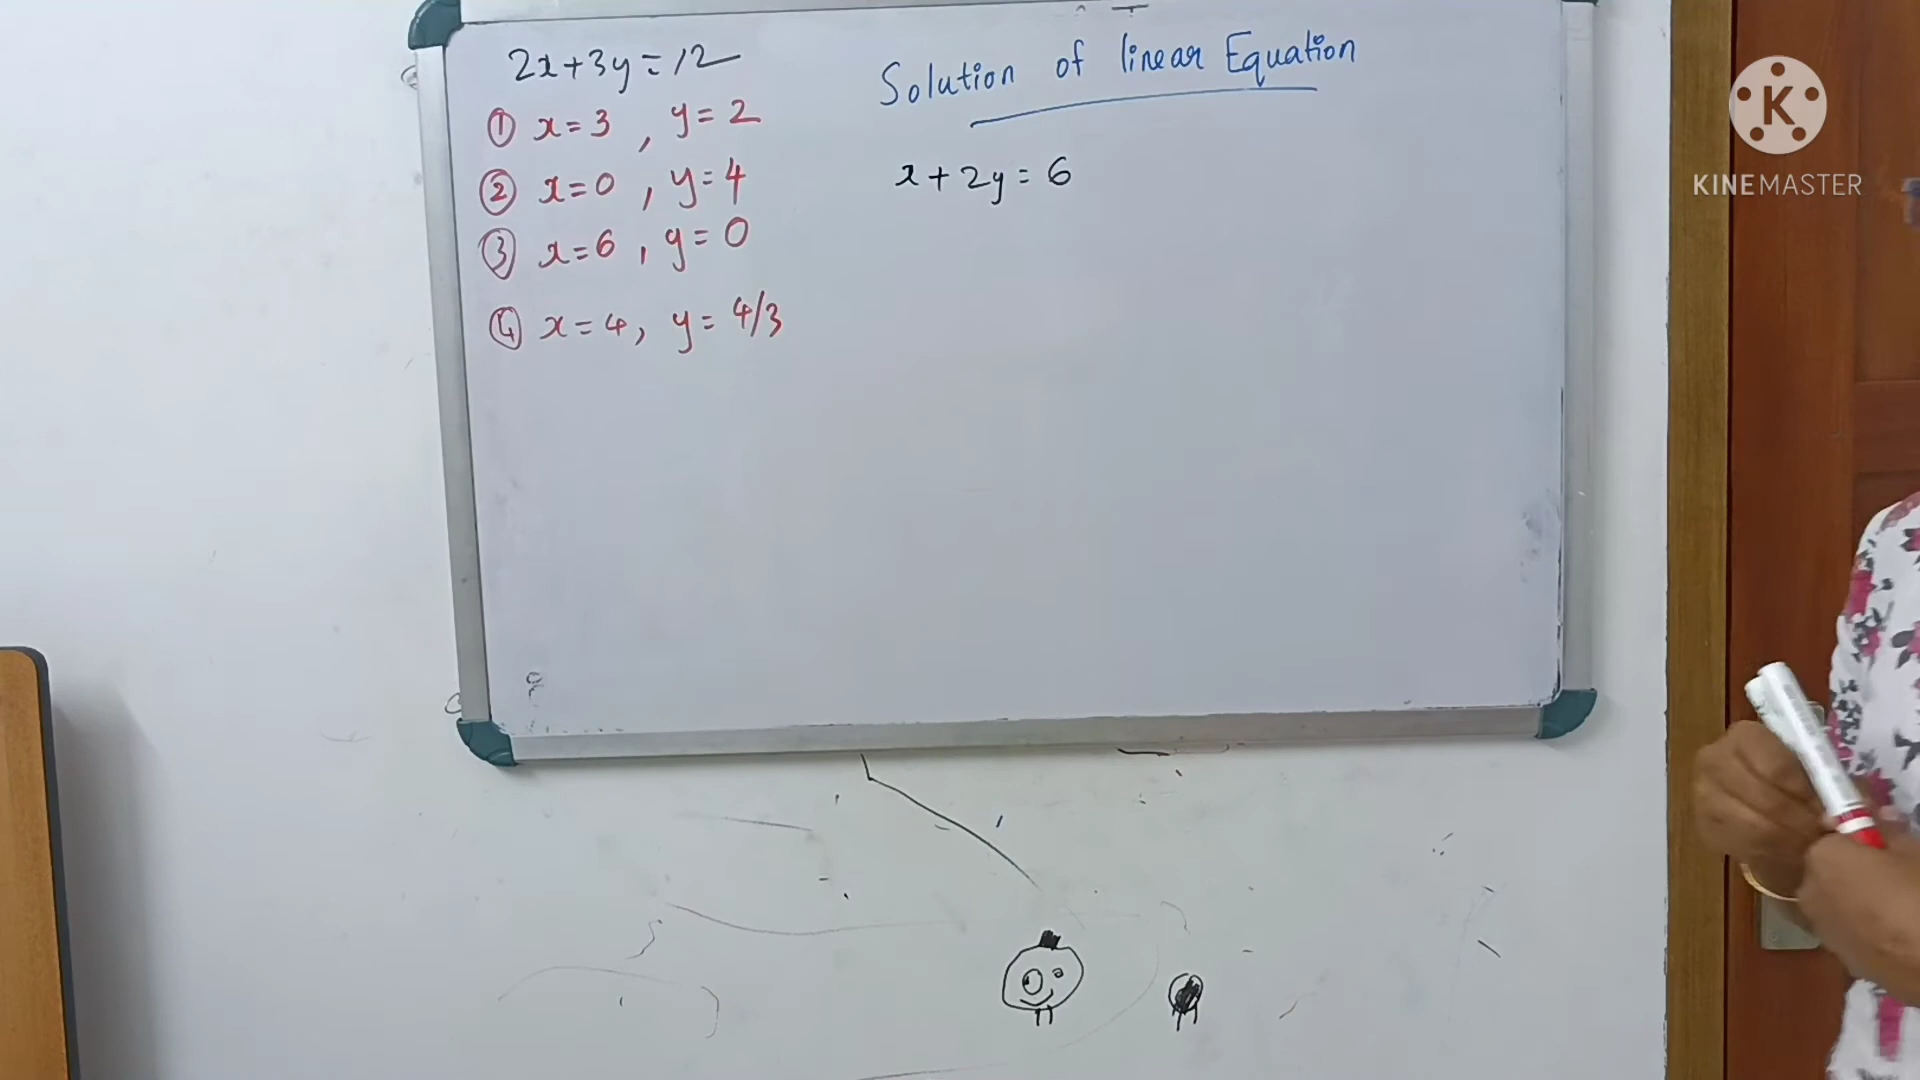 2x+3y=12
① x=3 , y=2
② x=0 , y=4
③ x=6 , y=0
④ x=4, y=4/3
Solution of linear Equation
x+2y=6
K
KINEMASTER